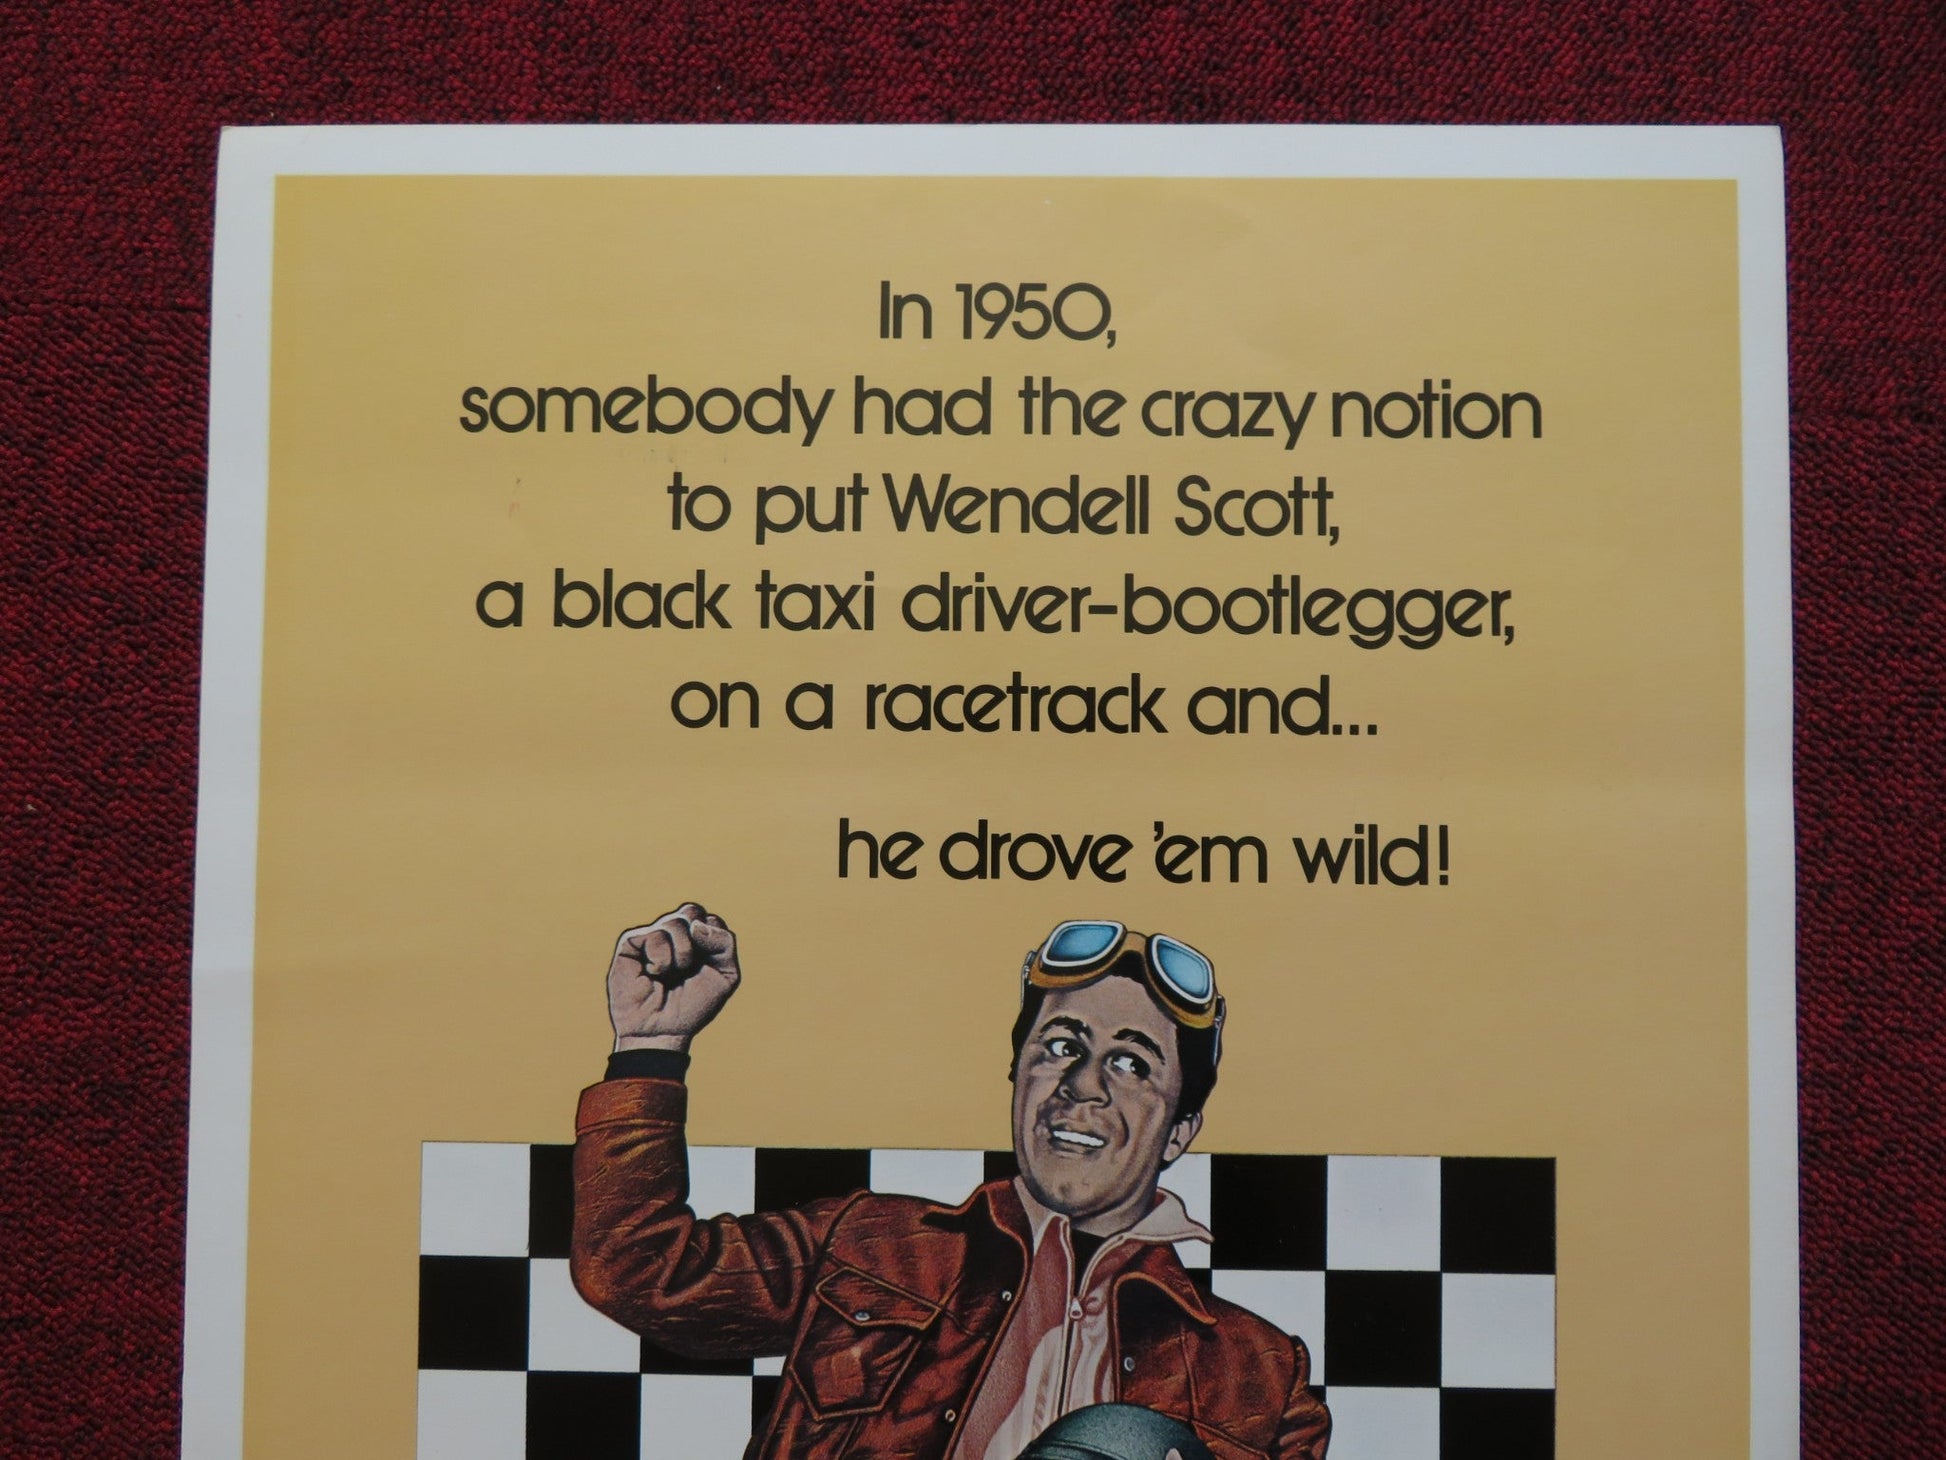 In 1950,
somebody had the crazy notion
to put Wendell Scott,
a black taxi driver-bootlegger,
on a racetrack and...
he drove 'em wild!